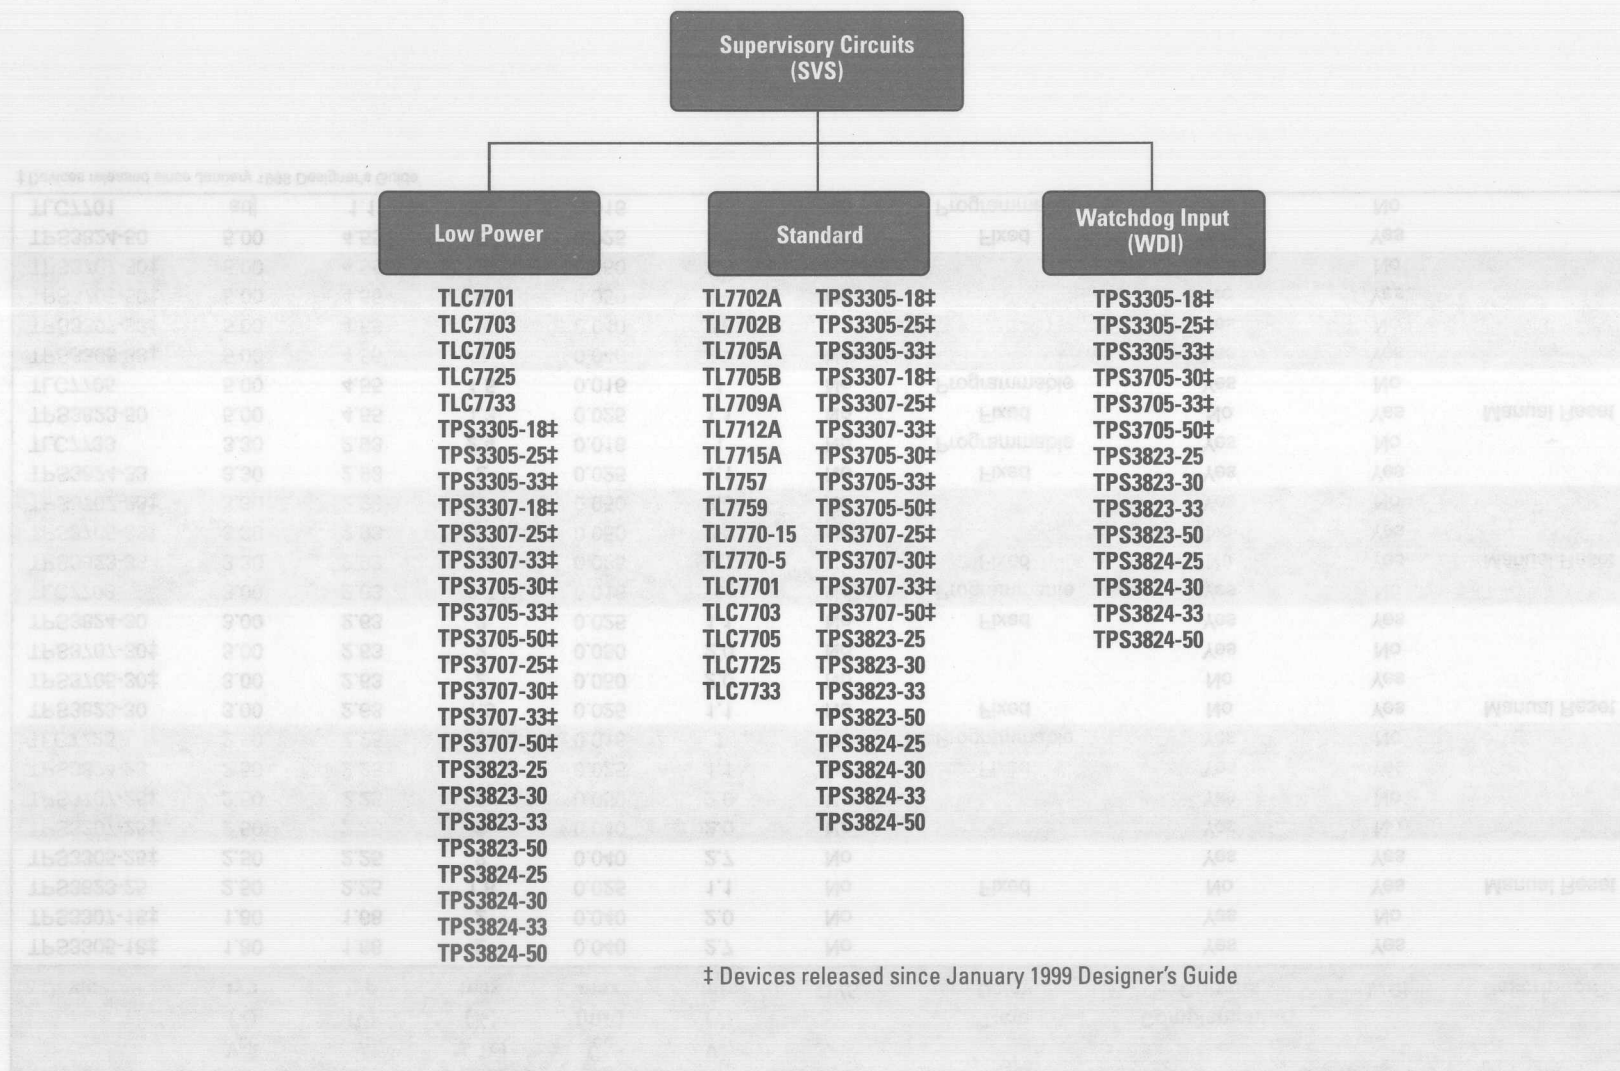 Supervisory Circuits
(SVS)
Low Power
Standard
Watchdog Input
(WDI)
TLC7701
TLC7703
TLC7705
TLC7725
TLC7733
TPS3305-18‡
TPS3305-25‡
TPS3305-33‡
TPS3307-18‡
TPS3307-25‡
TPS3307-33‡
TPS3705-30‡
TPS3705-33‡
TPS3705-50‡
TPS3707-25‡
TPS3707-30‡
TPS3707-33‡
TPS3707-50‡
TPS3823-25
TPS3823-30
TPS3823-33
TPS3823-50
TPS3824-25
TPS3824-30
TPS3824-33
TPS3824-50
TL7702A
TL7702B
TL7705A
TL7705B
TL7709A
TL7712A
TL7715A
TL7757
TL7759
TL7770-15
TL7770-5
TLC7701
TLC7703
TLC7705
TLC7725
TLC7733
TPS3305-18‡
TPS3305-25‡
TPS3305-33‡
TPS3307-18‡
TPS3307-25‡
TPS3307-33‡
TPS3705-30‡
TPS3705-33‡
TPS3705-50‡
TPS3707-25‡
TPS3707-30‡
TPS3707-33‡
TPS3707-50‡
TPS3823-25
TPS3823-30
TPS3823-33
TPS3823-50
TPS3824-25
TPS3824-30
TPS3824-33
TPS3824-50
TPS3305-18‡
TPS3305-25‡
TPS3305-33‡
TPS3705-30‡
TPS3705-33‡
TPS3705-50‡
TPS3823-25
TPS3823-30
TPS3823-33
TPS3823-50
TPS3824-25
TPS3824-30
TPS3824-33
TPS3824-50
‡ Devices released since January 1999 Designer's Guide